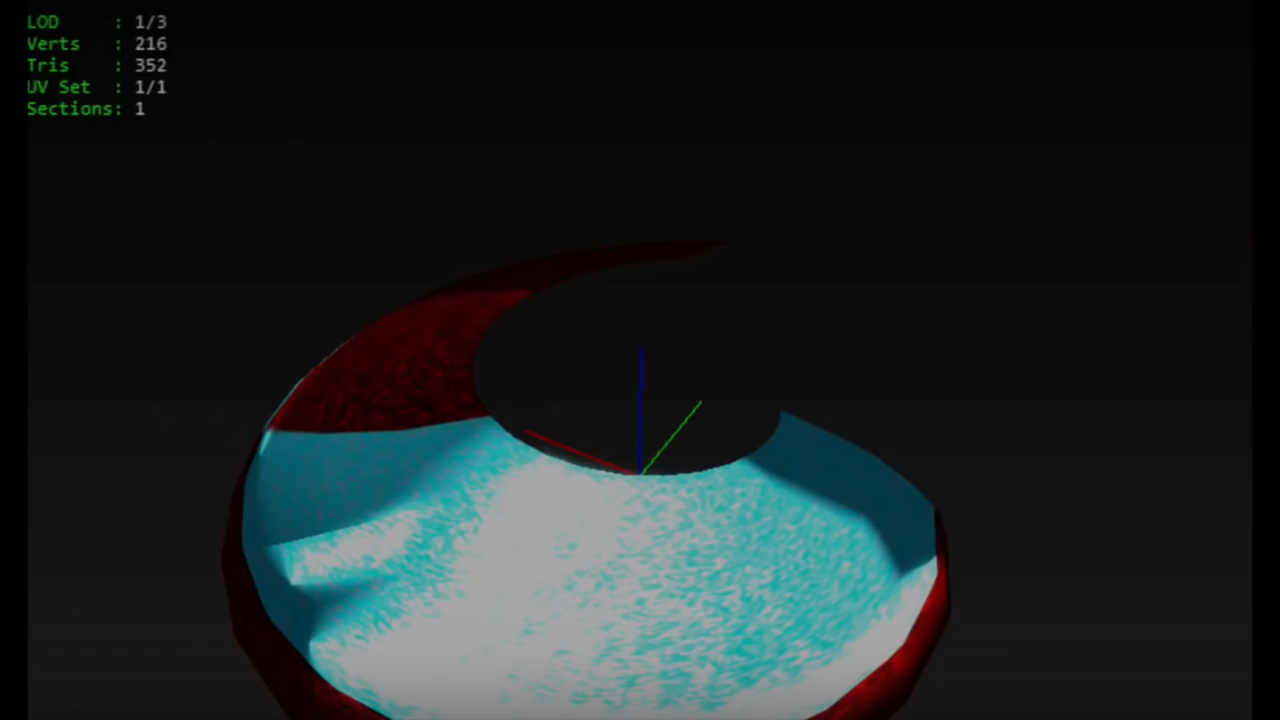 LOD : 1/3
Verts : 216
Tris : 352
UV Set : 1/1
Sections: 1